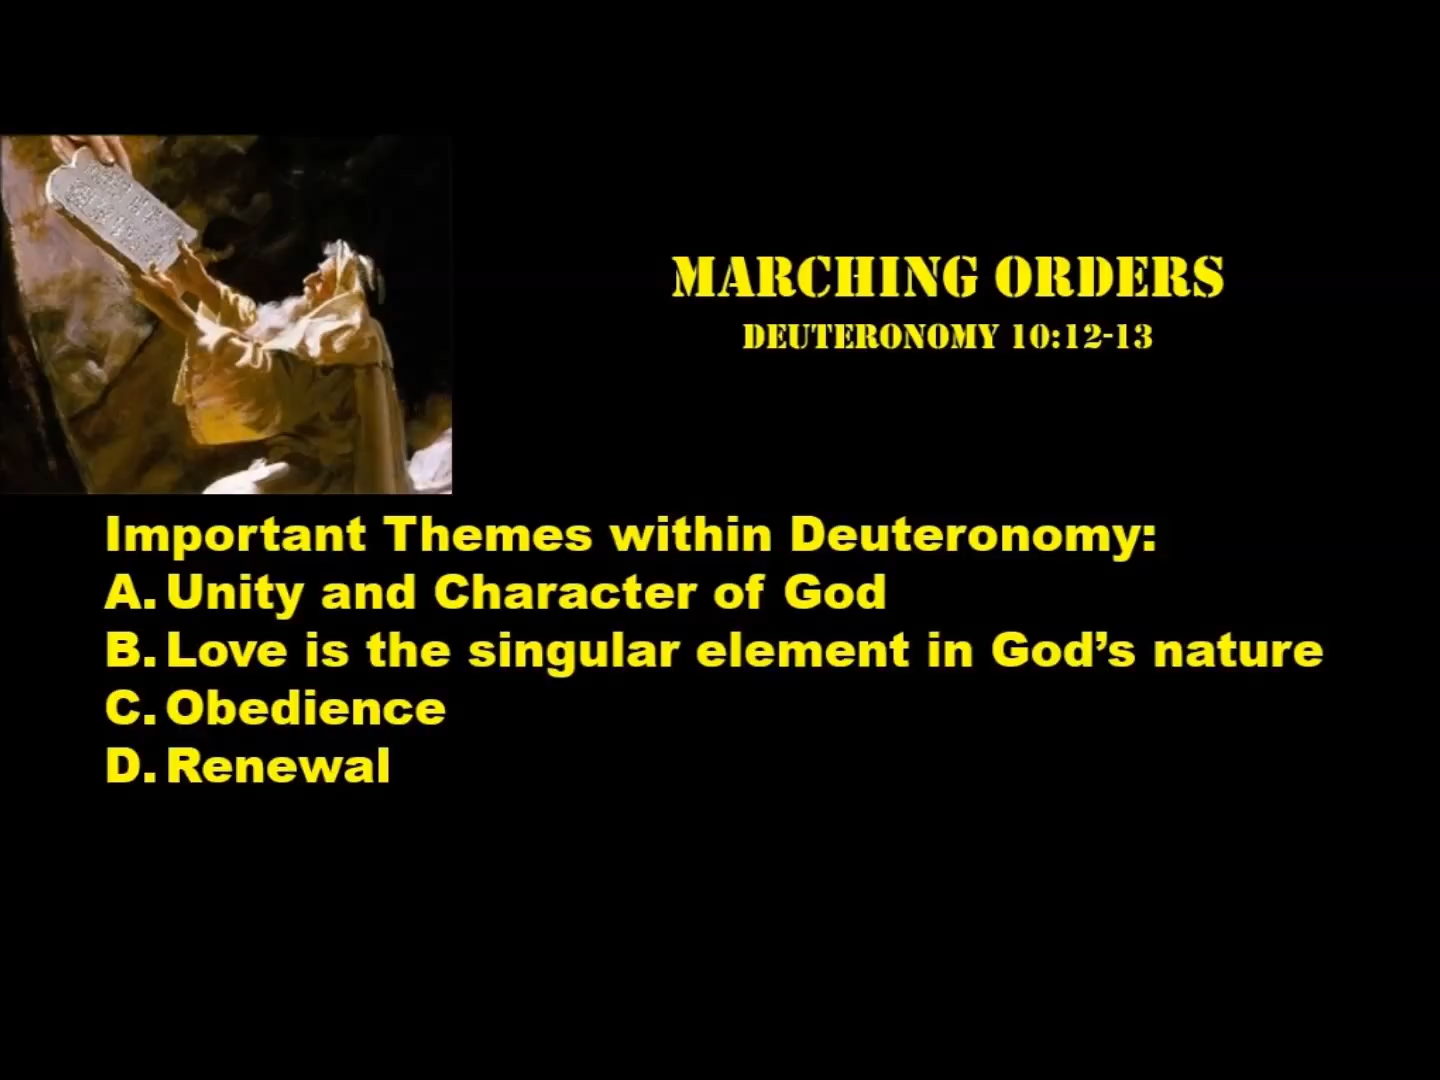 MARCHING ORDERS
DEUTERONOMY 10:12-13
Important Themes within Deuteronomy:
A. Unity and Character of God
B. Love is the singular element in God’s nature
C. Obedience
D. Renewal